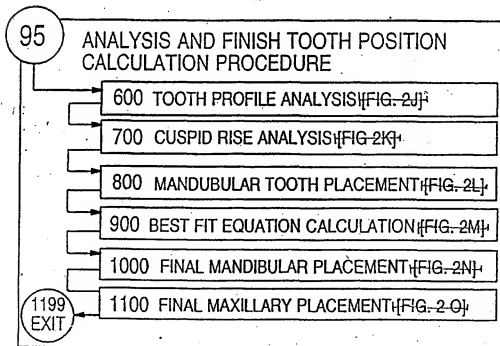 95
ANALYSIS AND FINISH TOOTH POSITION
CALCULATION PROCEDURE
600 TOOTH PROFILE ANALYSIS [FIG. 2J]
700 CUSPID RISE ANALYSIS [FIG 2K]
800 MANDUBULAR TOOTH PLACEMENT [FIG. 2L]
900 BEST FIT EQUATION CALCULATION [FIG. 2M]
1000 FINAL MANDIBULAR PLACEMENT [FIG. 2N]
1100 FINAL MAXILLARY PLACEMENT [FIG. 2 O]
1199
EXIT